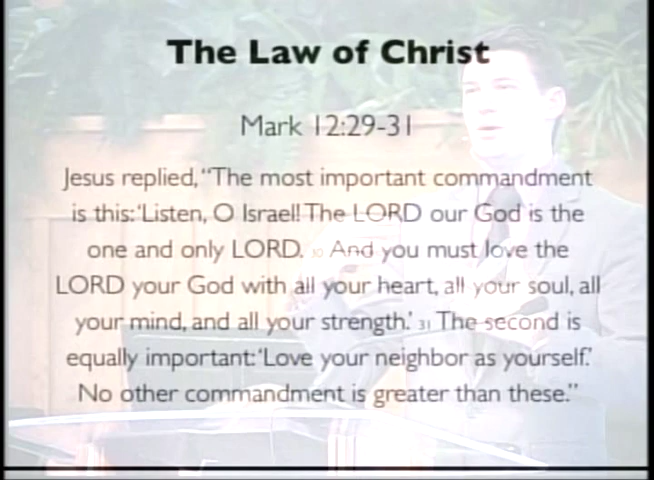 The Law of Christ
Mark 12:29-31
Jesus replied, “The most important commandment
is this: ‘Listen, O Israel! The LORD our God is the
one and only LORD. 30 And you must love the
LORD your God with all your heart, all your soul, all
your mind, and all your strength.’ 31 The second is
equally important: ‘Love your neighbor as yourself.’
No other commandment is greater than these.”